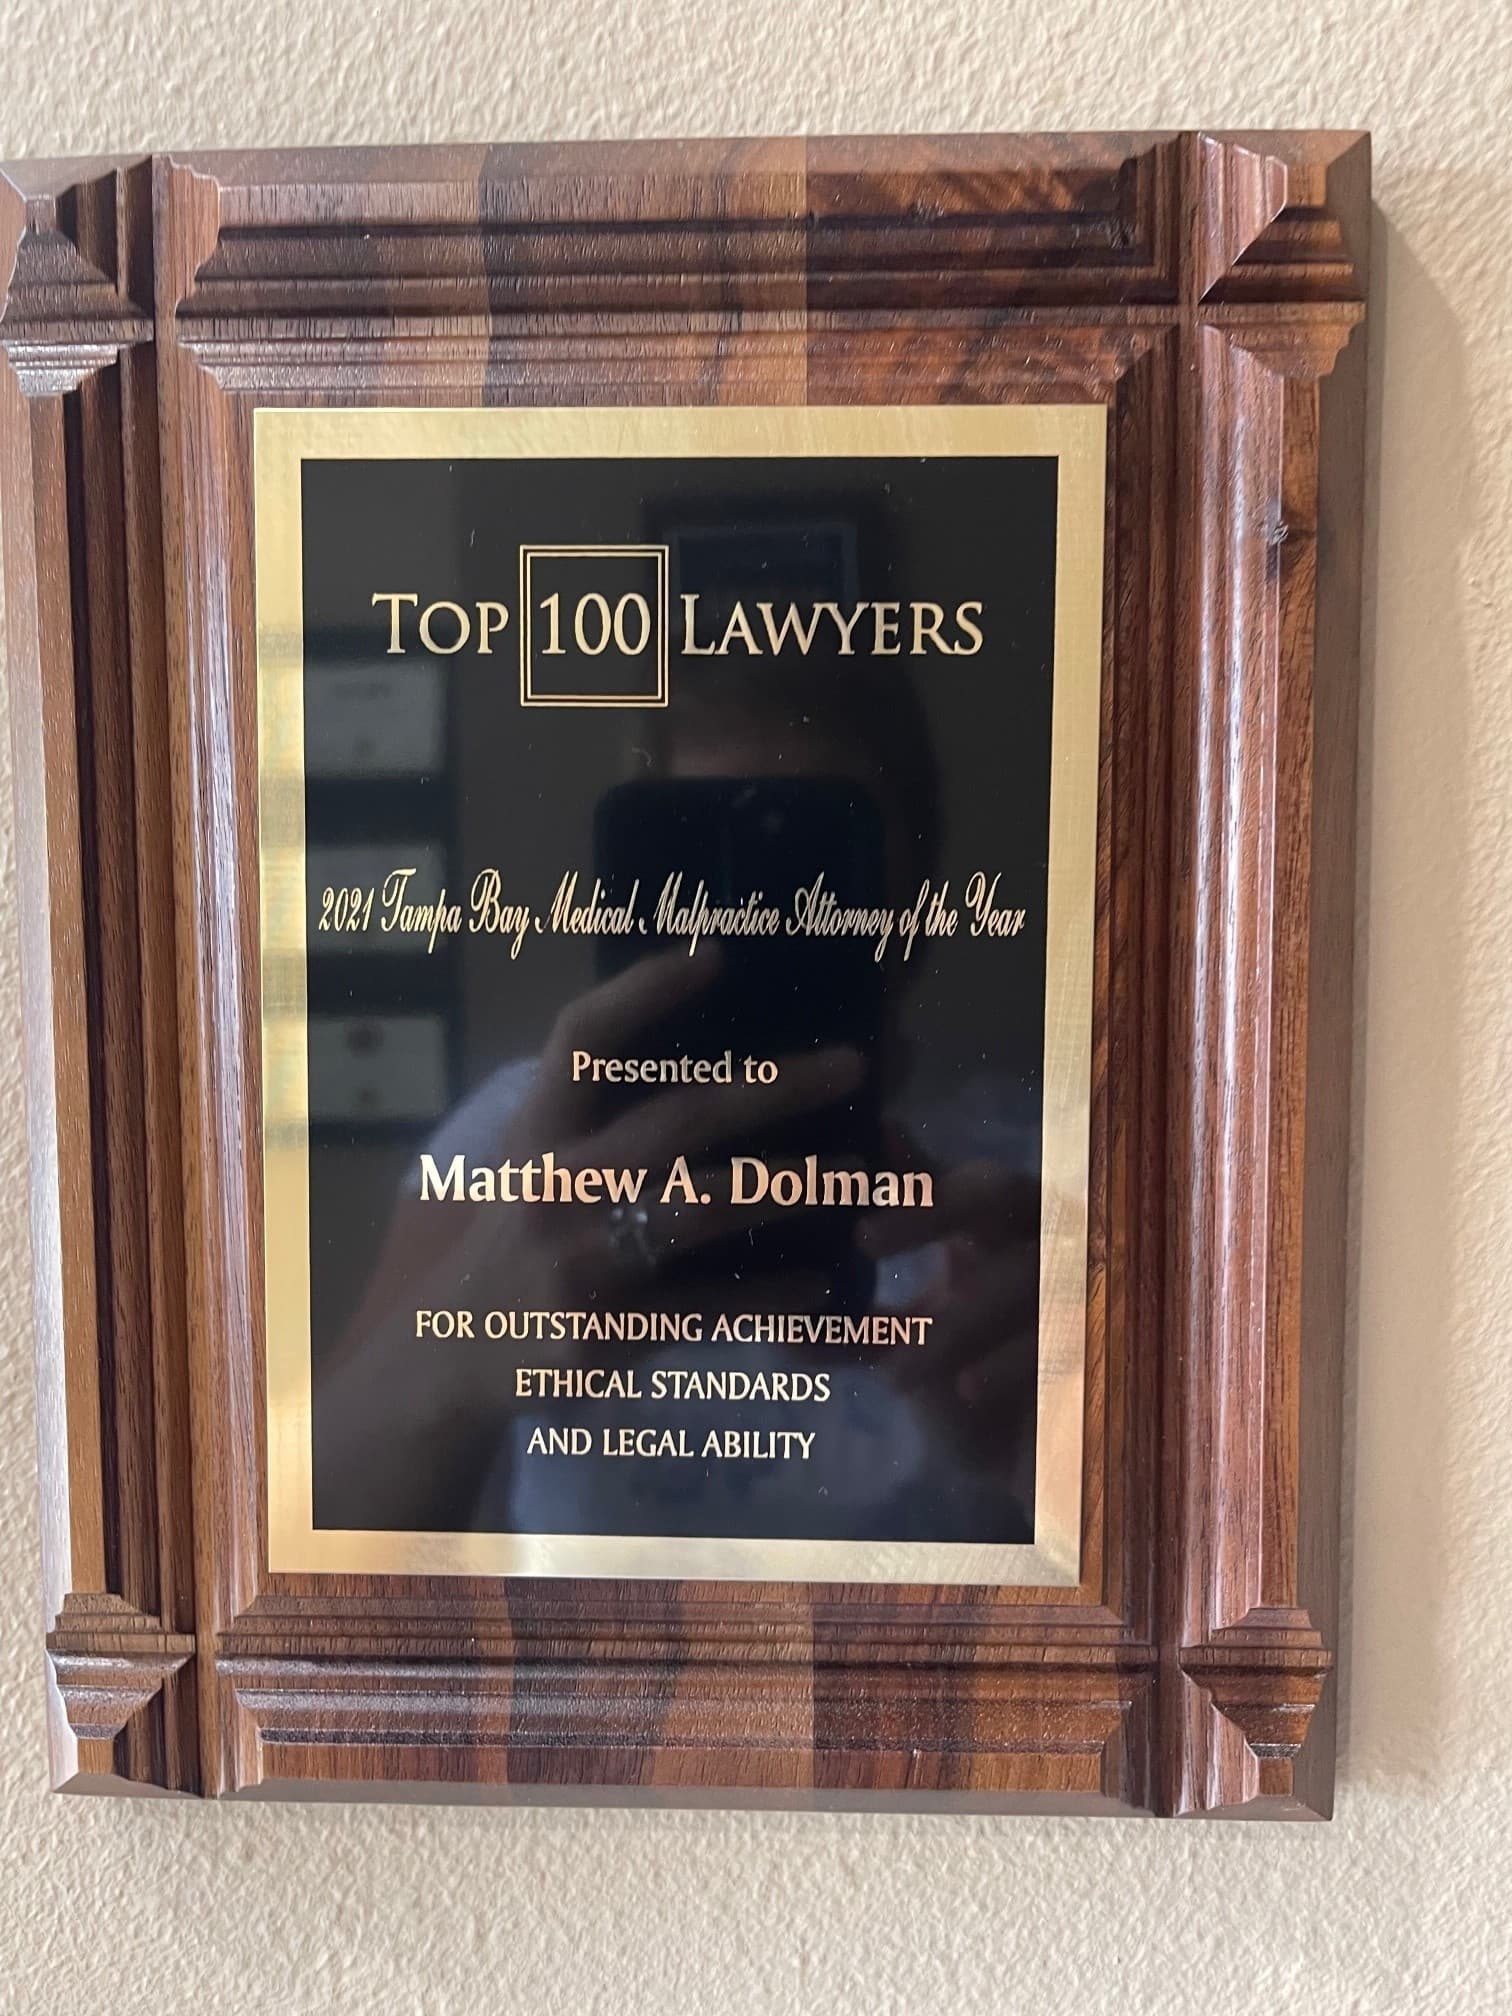 TOP 100 LAWYERS
2021 Tampa Bay Medical Malpractice Attorney of the Year
Presented to
Matthew A. Dolman
FOR OUTSTANDING ACHIEVEMENT
ETHICAL STANDARDS
AND LEGAL ABILITY